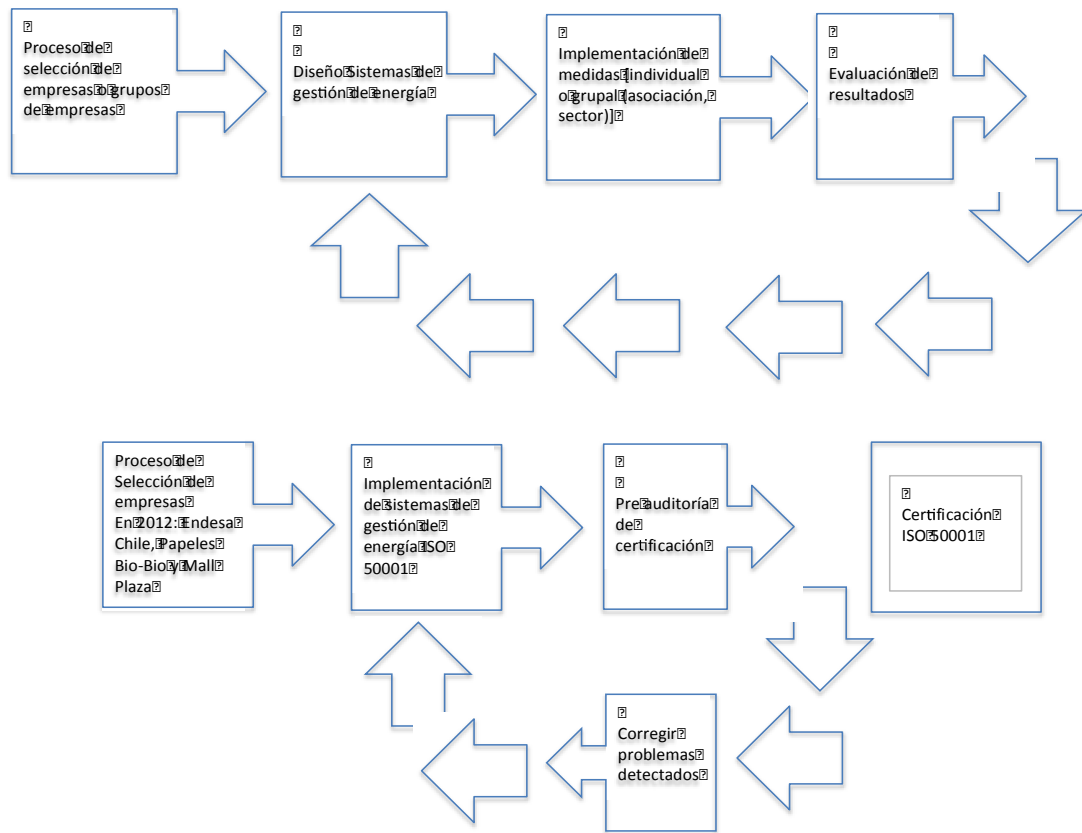 Proceso de
selección de
empresas o grupos
de empresas
Diseño Sistemas de
gestión de energía
Implementación de
medidas [individual
o grupal (asociación,
sector)]
Evaluación de
resultados
Proceso de
Selección de
empresas
En 2012: Endesa
Chile, Papeles
Bio-Bio y Mall
Plaza
Implementación
de sistemas de
gestión de
energía ISO
50001
Pre auditoría
de
certificación
Certificación
ISO 50001
Corregir
problemas
detectados